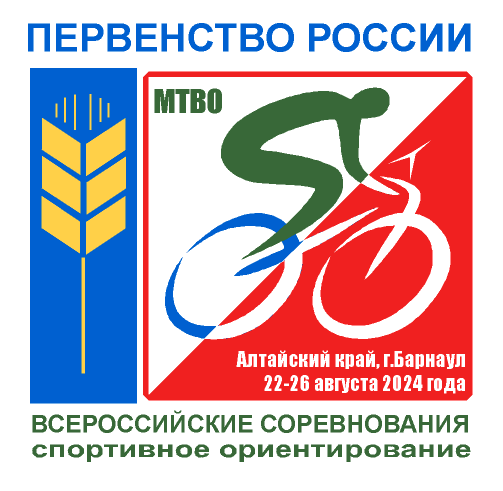 ПЕРВЕНСТВО РОССИИ
МТВО
Алтайский край, г.Барнаул
22-26 августа 2024 года
ВСЕРОССИЙСКИЕ СОРЕВНОВАНИЯ
спортивное ориентирование